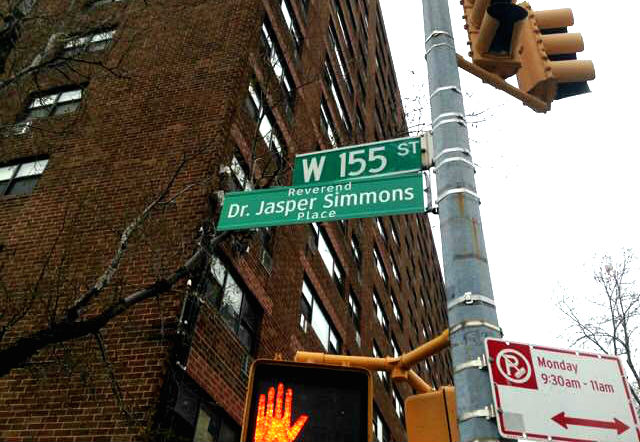 W 155 ST
Reverend
Dr. Jasper Simmons
Place
P
Monday
9:30am - 11am